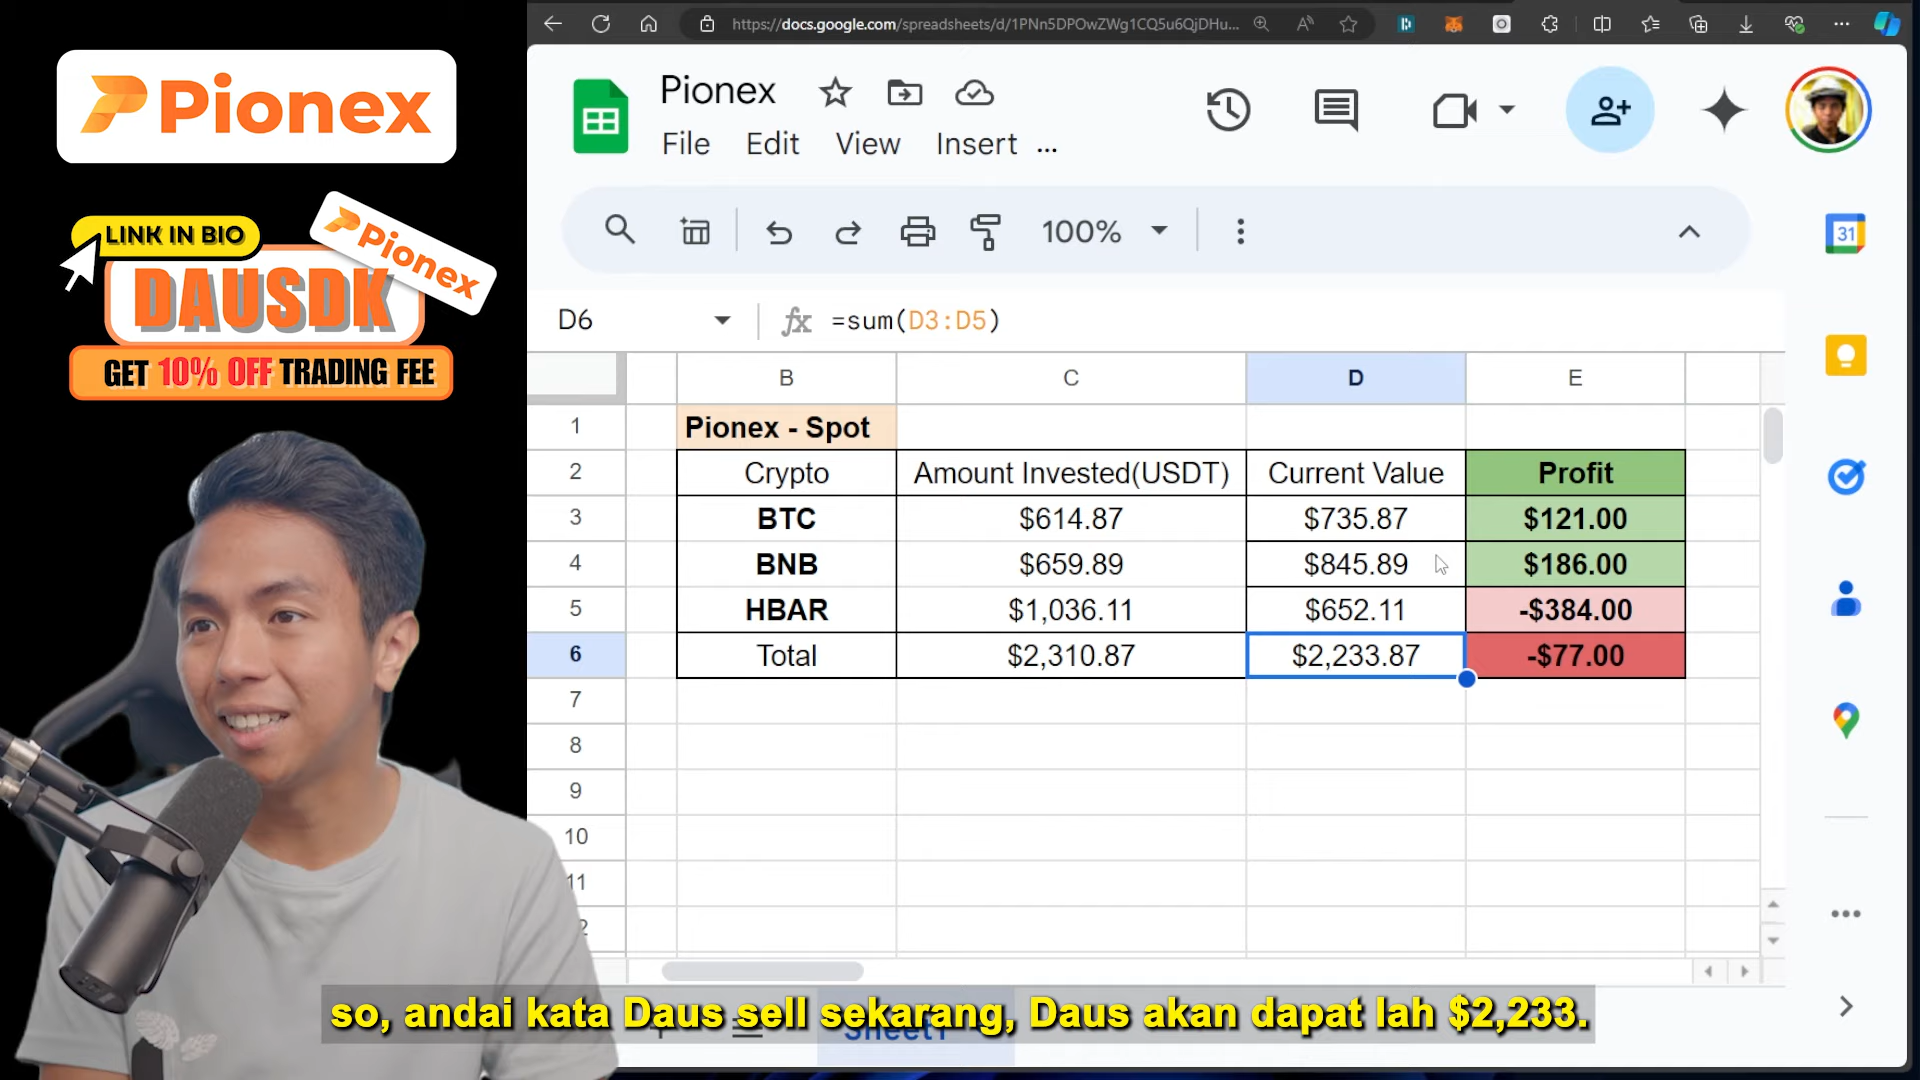 Pionex
LINK IN BIO
Pionex
DAUSDK
GET 10% OFF TRADING FEE
https://docs.google.com/spreadsheets/d/1PNn5DPOwZWg1CQ5u6QjDHu...
Pionex
File Edit View Insert ...
100%
31
D6 fx =sum(D3:D5)
B C D E
1 Pionex - Spot
2 Crypto Amount Invested(USDT) Current Value Profit
3 BTC $614.87 $735.87 $121.00
4 BNB $659.89 $845.89 $186.00
5 HBAR $1,036.11 $652.11 -$384.00
6 Total $2,310.87 $2,233.87 -$77.00
7
8
9
10
11
2
so, andai kata Daus sell sekarang, Daus akan dapat lah $2,233.
Sheet1